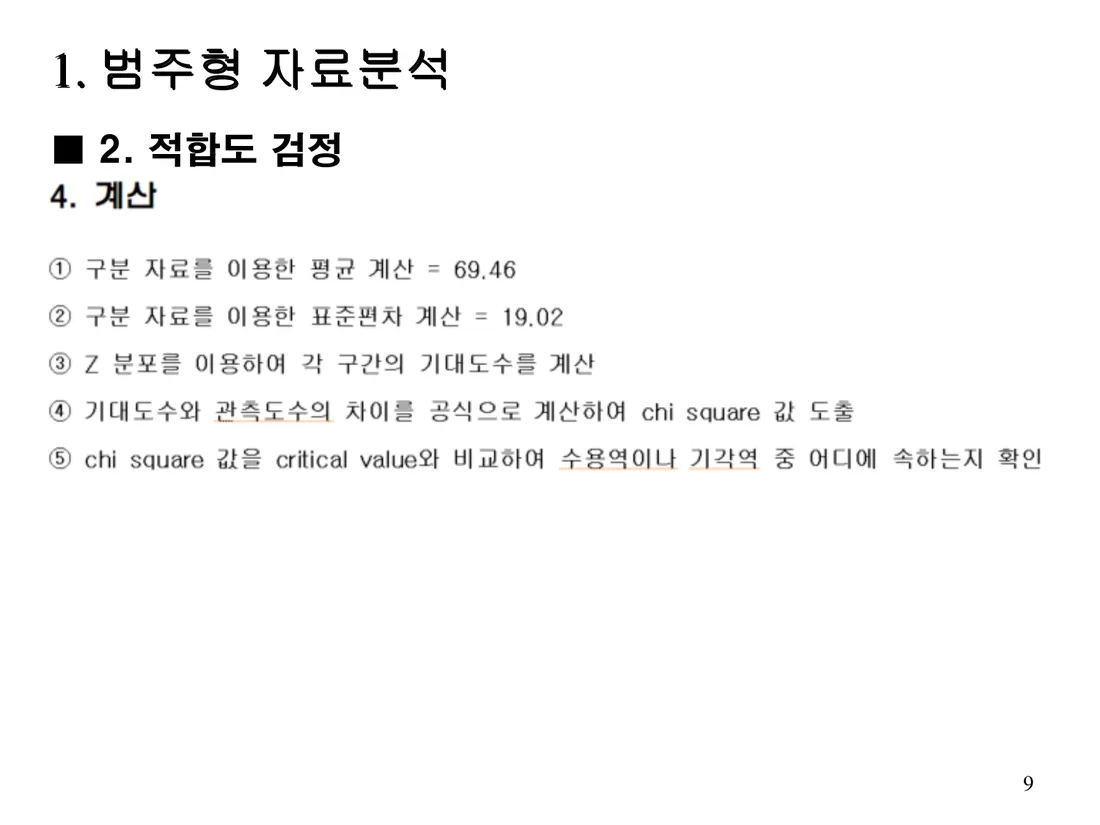 1. 범주형 자료분석
■ 2. 적합도 검정
4. 계산
① 구분 자료를 이용한 평균 계산 = 69.46
② 구분 자료를 이용한 표준편차 계산 = 19.02
③ Z 분포를 이용하여 각 구간의 기대도수를 계산
④ 기대도수와 관측도수의 차이를 공식으로 계산하여 chi square 값 도출
⑤ chi square 값을 critical value와 비교하여 수용역이나 기각역 중 어디에 속하는지 확인
9